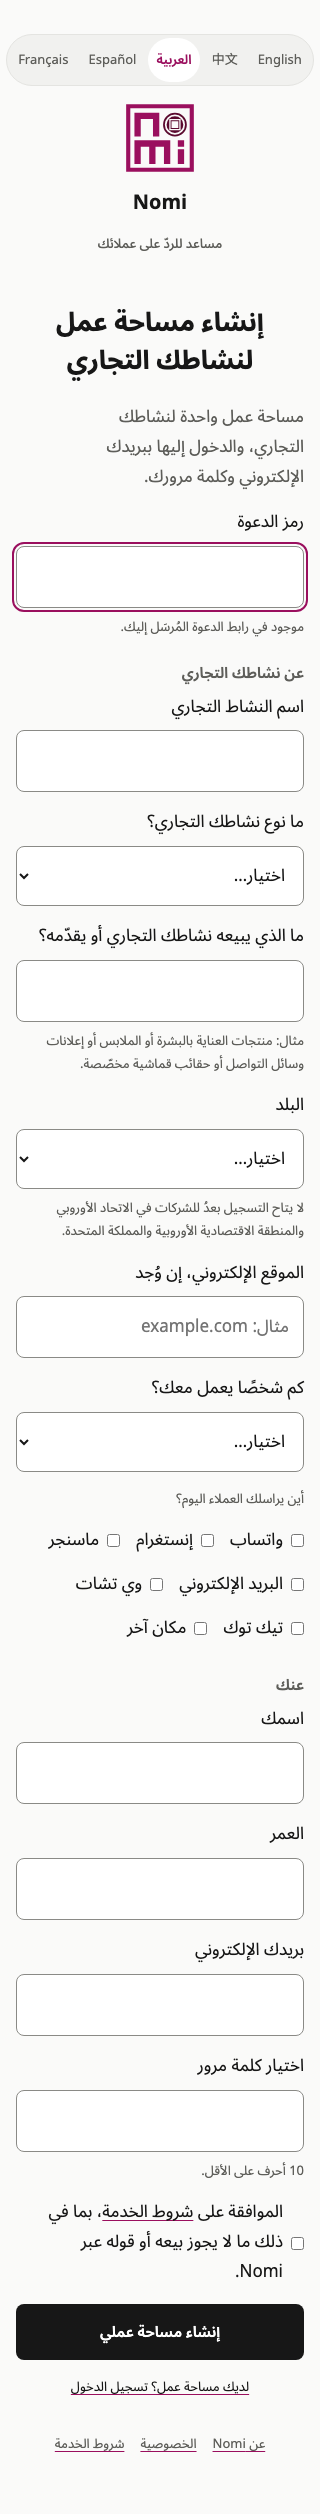 English 中文 العربية Español Français
nomi
Nomi
مساعد للردّ على عملائك
إنشاء مساحة عمل
لنشاطك التجاري
مساحة عمل واحدة لنشاطك
التجاري، والدخول إليها ببريدك
الإلكتروني وكلمة مرورك.
رمز الدعوة
موجود في رابط الدعوة المُرسَل إليك.
عن نشاطك التجاري
اسم النشاط التجاري
ما نوع نشاطك التجاري؟
اختيار...
ما الذي يبيعه نشاطك التجاري أو يقدّمه؟
مثال: منتجات العناية بالبشرة أو الملابس أو إعلانات
وسائل التواصل أو حقائب قماشية مخصّصة.
البلد
اختيار...
لا يتاح التسجيل بعدُ للشركات في الاتحاد الأوروبي
والمنطقة الاقتصادية الأوروبية والمملكة المتحدة.
الموقع الإلكتروني، إن وُجد
مثال: example.com
كم شخصًا يعمل معك؟
اختيار...
أين يراسلك العملاء اليوم؟
واتساب إنستغرام ماسنجر
البريد الإلكتروني وي تشات
تيك توك مكان آخر
عنك
اسمك
العمر
بريدك الإلكتروني
اختيار كلمة مرور
10 أحرف على الأقل.
الموافقة على شروط الخدمة، بما في
ذلك ما لا يجوز بيعه أو قوله عبر
Nomi.
إنشاء مساحة عملي
لديك مساحة عمل؟ تسجيل الدخول
عن Nomi الخصوصية شروط الخدمة